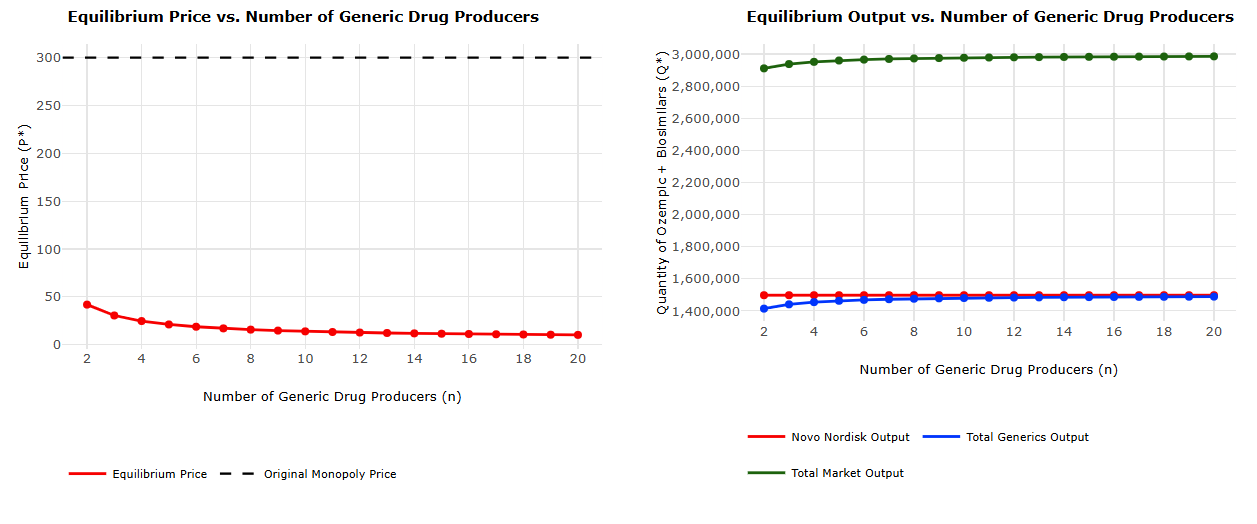 Equilibrium Price vs. Number of Generic Drug Producers
Equilibrium Price (P*)
300
250
200
150
100
50
0
2 4 6 8 10 12 14 16 18 20
Number of Generic Drug Producers (n)
Equilibrium Price Original Monopoly Price
Equilibrium Output vs. Number of Generic Drug Producers
Quantity of Ozempic + Biosimilars (Q*)
3,000,000
2,800,000
2,600,000
2,400,000
2,200,000
2,000,000
1,800,000
1,600,000
1,400,000
2 4 6 8 10 12 14 16 18 20
Number of Generic Drug Producers (n)
Novo Nordisk Output Total Generics Output
Total Market Output